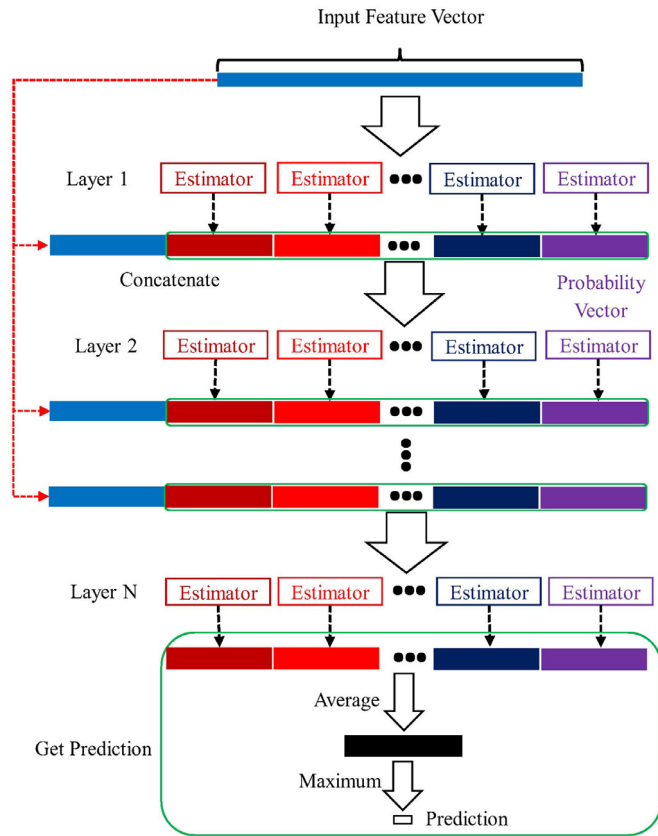 Input Feature Vector
Layer 1 Estimator Estimator Estimator Estimator
Concatenate
Probability
Vector
Layer 2 Estimator Estimator Estimator Estimator
Layer N Estimator Estimator Estimator Estimator
Average
Get Prediction
Maximum
Prediction